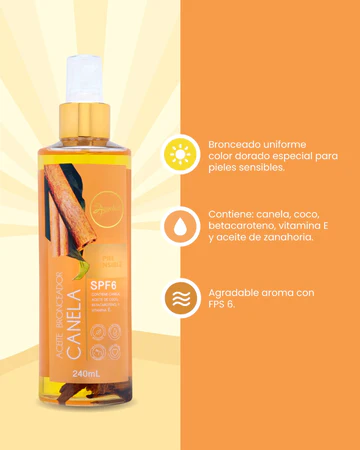 Bronceado uniforme
color dorado especial para
pieles sensibles.
Contiene: canela, coco,
betacaroteno, vitamina E
y aceite de zanahoria.
Agradable aroma con
FPS 6.
ACEITE BRONCEADOR
CANELA
SPF6
240mL